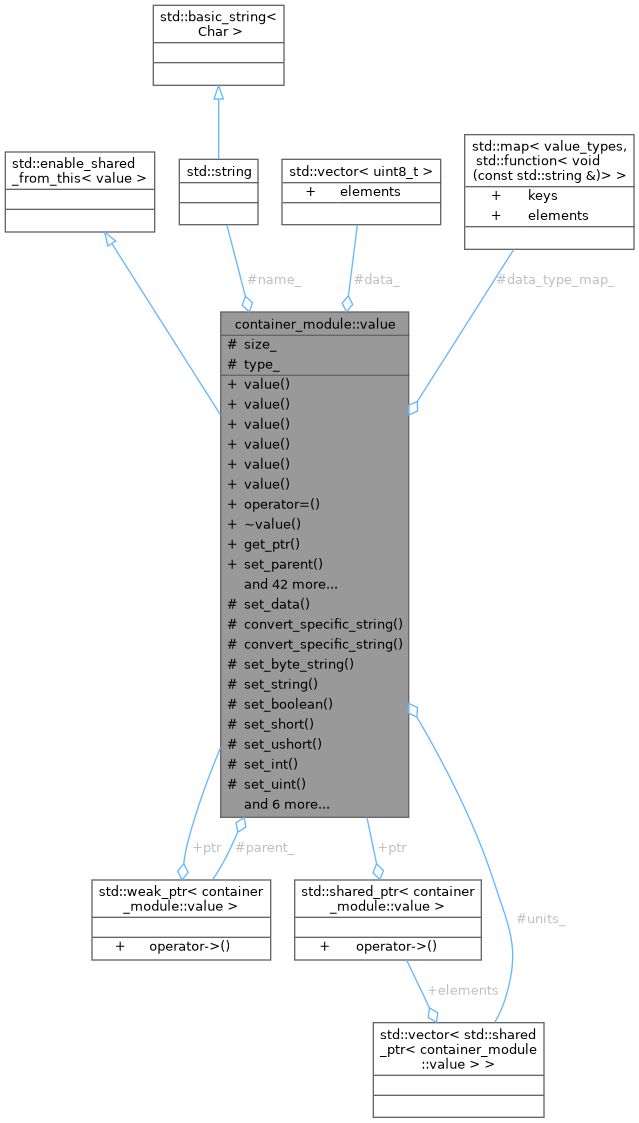 std::basic_string<
Char >
std::enable_shared
_from_this< value >
std::string
std::vector< uint8_t >
+ elements
std::map< value_types,
std::function< void
(const std::string &)> >
+ keys
+ elements
#name_
#data_
#data_type_map_
container_module::value
# size_
# type_
+ value()
+ value()
+ value()
+ value()
+ value()
+ value()
+ operator=()
+ ~value()
+ get_ptr()
+ set_parent()
and 42 more...
# set_data()
# convert_specific_string()
# convert_specific_string()
# set_byte_string()
# set_string()
# set_boolean()
# set_short()
# set_ushort()
# set_int()
# set_uint()
and 6 more...
+ptr
#parent_
+ptr
std::weak_ptr< container
_module::value >
+ operator->()
std::shared_ptr< container
_module::value >
+ operator->()
#units_
+elements
std::vector< std::shared
_ptr< container_module
::value > >